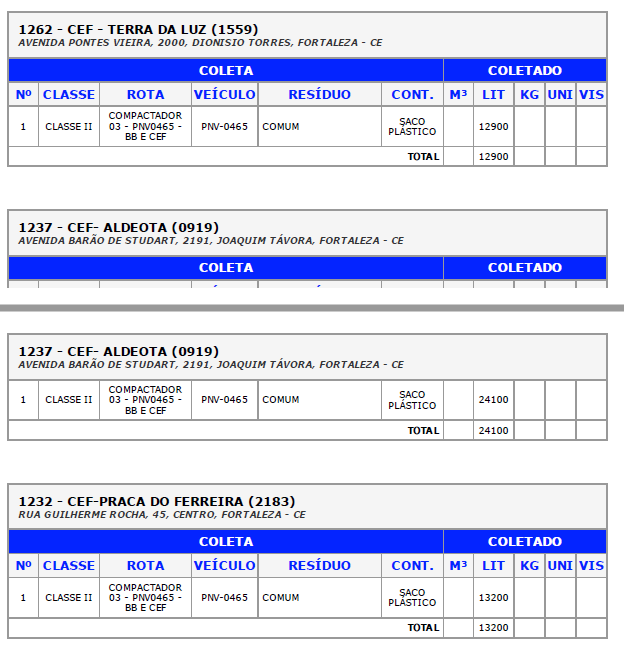 1262 - CEF - TERRA DA LUZ (1559)
AVENIDA PONTES VIEIRA, 2000, DIONISIO TORRES, FORTALEZA - CE
COLETA COLETADO
Nº CLASSE ROTA VEÍCULO RESÍDUO CONT. M³ LIT KG UNI VIS
1 CLASSE II COMPACTADOR 03 - PNV0465 - BB E CEF PNV-0465 COMUM SACO PLÁSTICO 12900
TOTAL 12900
1237 - CEF- ALDEOTA (0919)
AVENIDA BARÃO DE STUDART, 2191, JOAQUIM TÁVORA, FORTALEZA - CE
COLETA COLETADO
1237 - CEF- ALDEOTA (0919)
AVENIDA BARÃO DE STUDART, 2191, JOAQUIM TÁVORA, FORTALEZA - CE
1 CLASSE II COMPACTADOR 03 - PNV0465 - BB E CEF PNV-0465 COMUM SACO PLÁSTICO 24100
TOTAL 24100
1232 - CEF-PRACA DO FERREIRA (2183)
RUA GUILHERME ROCHA, 45, CENTRO, FORTALEZA - CE
COLETA COLETADO
Nº CLASSE ROTA VEÍCULO RESÍDUO CONT. M³ LIT KG UNI VIS
1 CLASSE II COMPACTADOR 03 - PNV0465 - BB E CEF PNV-0465 COMUM SACO PLÁSTICO 13200
TOTAL 13200